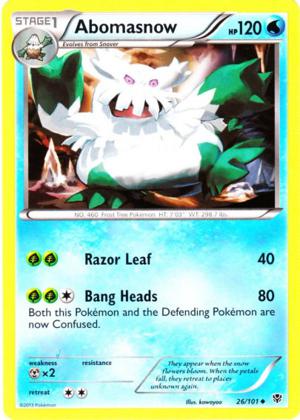 STAGE1 Abomasnow HP120
Evolves from Snover
NO. 460 Frost Tree Pokémon HT: 7'03" WT: 298.7 lbs.
Razor Leaf 40
Bang Heads 80
Both this Pokémon and the Defending Pokémon are
now Confused.
weakness resistance
×2
retreat
They appear when the snow
flowers bloom. When the petals
fall, they retreat to places
unknown again.
Illus. kawayoo 26/101
©2013 Pokémon